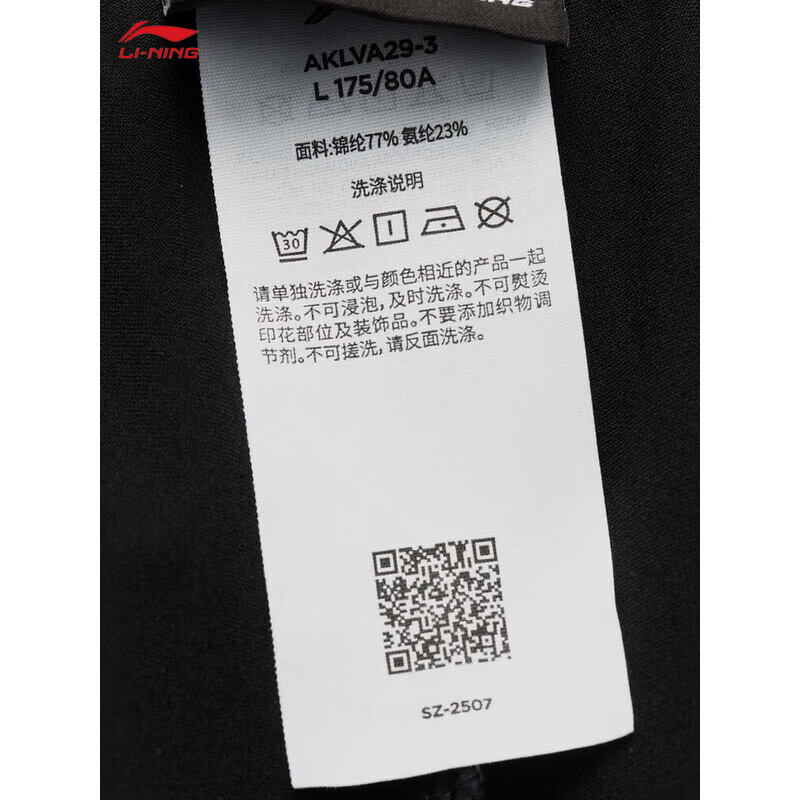 LI-NING
AKLVA29-3
L 175/80A
面料:锦纶77% 氨纶23%
洗涤说明
30
请单独洗涤或与颜色相近的产品一起
洗涤。不可浸泡,及时洗涤。不可熨烫
印花部位及装饰品。不要添加织物调
节剂。不可搓洗,请反面洗涤。
SZ-2507